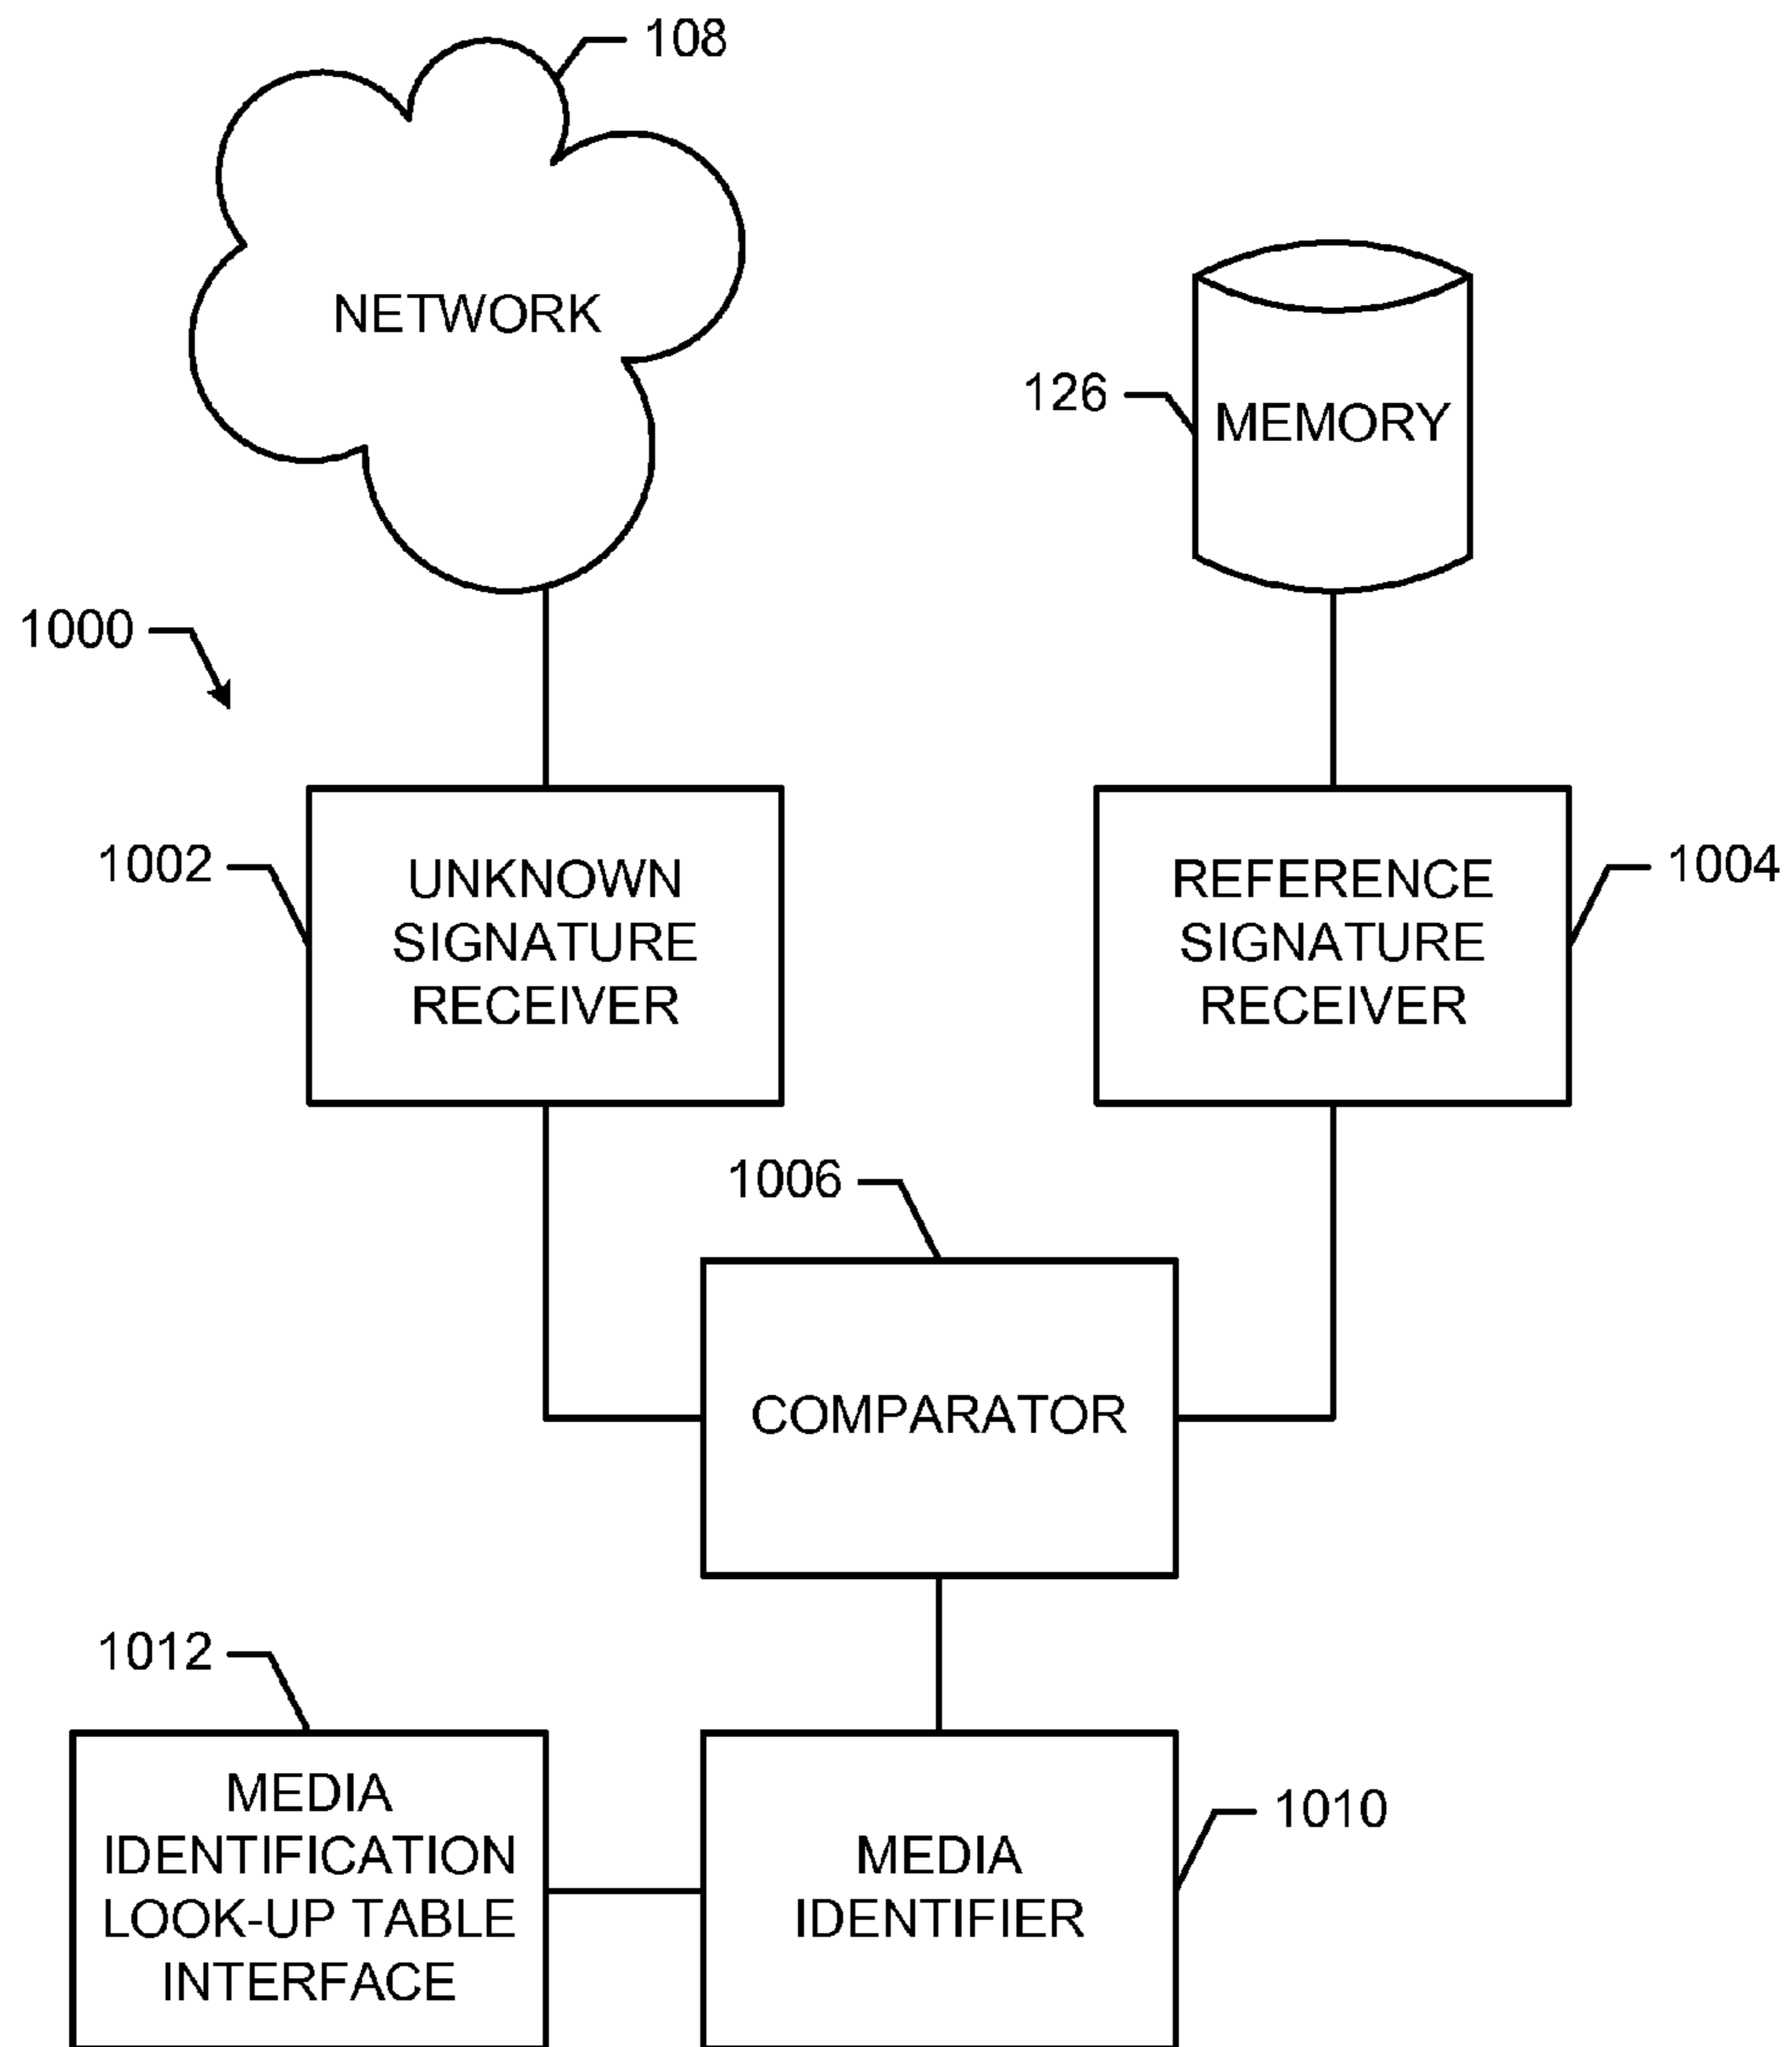 108
NETWORK
126
MEMORY
1000
1002
UNKNOWN
SIGNATURE
RECEIVER
REFERENCE
SIGNATURE
RECEIVER
1004
1006
COMPARATOR
1012
MEDIA
IDENTIFICATION
LOOK-UP TABLE
INTERFACE
MEDIA
IDENTIFIER
1010